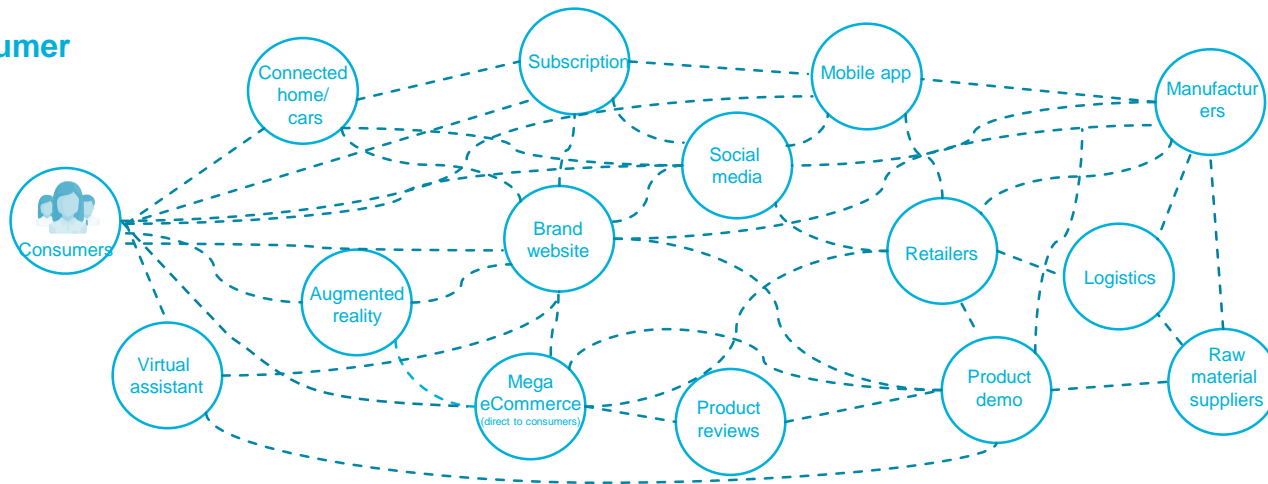 umer
Connected
home/
cars
Subscription
Mobile app
Manufactur
ers
Social
media
Consumers
Brand
website
Retailers
Logistics
Augmented
reality
Virtual
assistant
Mega
eCommerce
(direct to consumers)
Product
reviews
Product
demo
Raw
material
suppliers